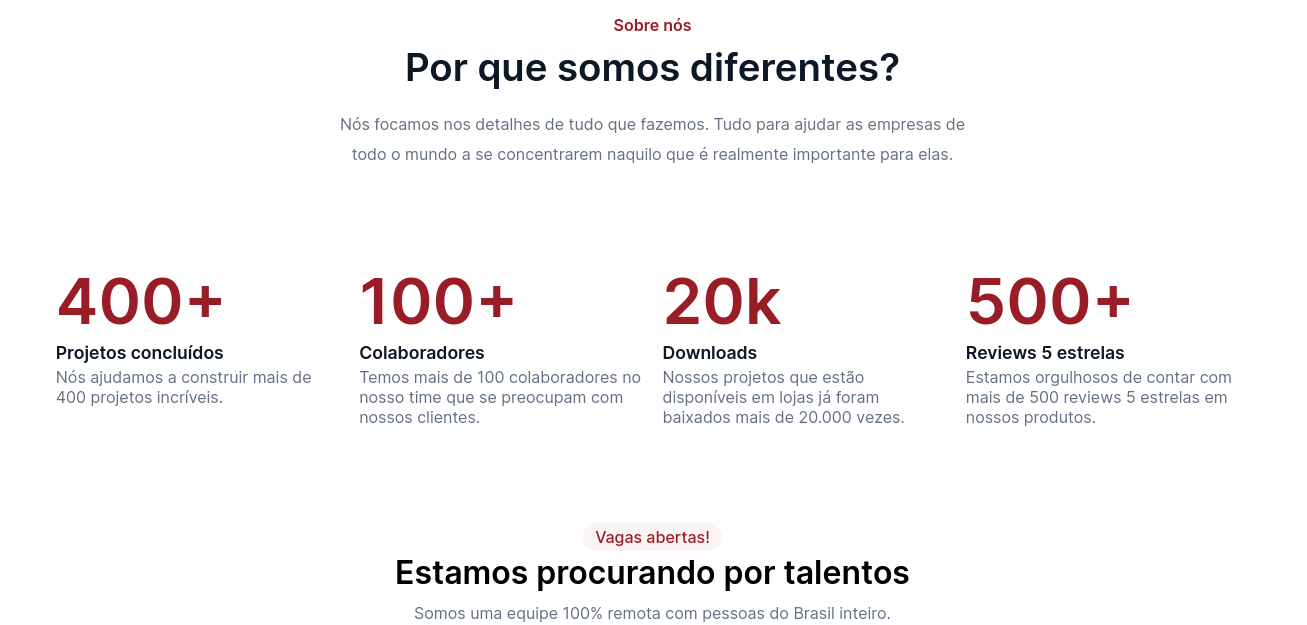 Sobre nós
Por que somos diferentes?
Nós focamos nos detalhes de tudo que fazemos. Tudo para ajudar as empresas de
todo o mundo a se concentrarem naquilo que é realmente importante para elas.
400+
Projetos concluídos
Nós ajudamos a construir mais de
400 projetos incríveis.
100+
Colaboradores
Temos mais de 100 colaboradores no
nosso time que se preocupam com
nossos clientes.
20k
Downloads
Nossos projetos que estão
disponíveis em lojas já foram
baixados mais de 20.000 vezes.
500+
Reviews 5 estrelas
Estamos orgulhosos de contar com
mais de 500 reviews 5 estrelas em
nossos produtos.
Vagas abertas!
Estamos procurando por talentos
Somos uma equipe 100% remota com pessoas do Brasil inteiro.